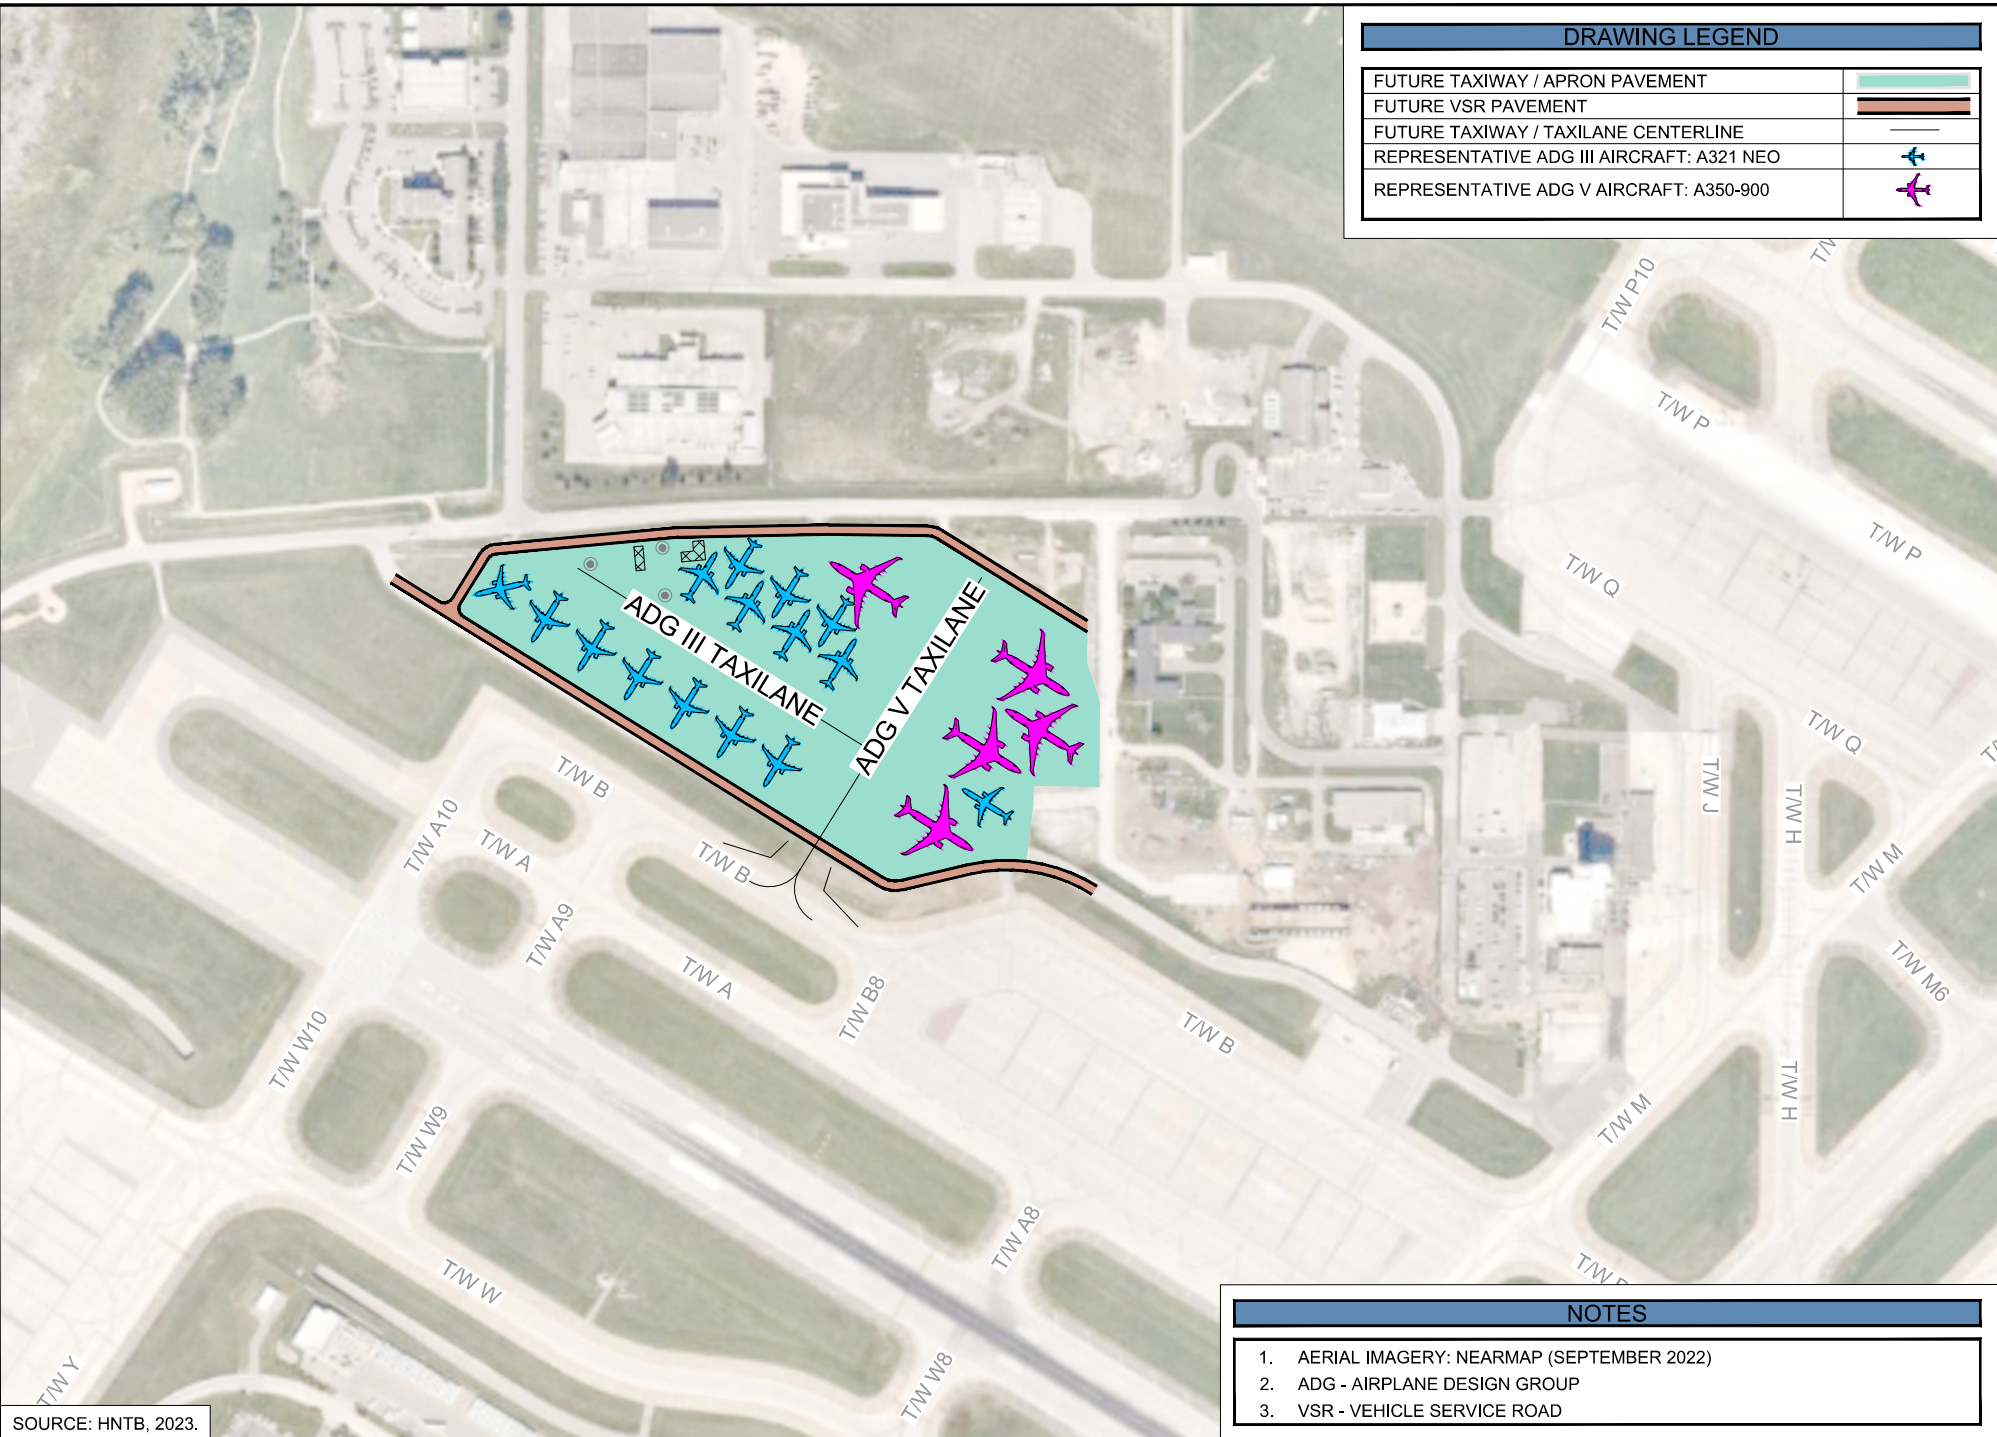 DRAWING LEGEND
FUTURE TAXIWAY / APRON PAVEMENT
FUTURE VSR PAVEMENT
FUTURE TAXIWAY / TAXILANE CENTERLINE
REPRESENTATIVE ADG III AIRCRAFT: A321 NEO
REPRESENTATIVE ADG V AIRCRAFT: A350-900
T/W P10
T/W P
T/W P
T/W Q
T/W Q
ADG III TAXILANE
ADG V TAXILANE
T/W J
T/W H
T/W M
T/W M6
T/W B
T/W A10
T/W A
T/W B
T/W A9
T/W A
T/W B8
T/W B
T/W W10
T/W W9
T/W H
T/W M
T/W A8
T/W W
T/W W8
T/W Y
NOTES
1. AERIAL IMAGERY: NEARMAP (SEPTEMBER 2022)
2. ADG - AIRPLANE DESIGN GROUP
3. VSR - VEHICLE SERVICE ROAD
SOURCE: HNTB, 2023.